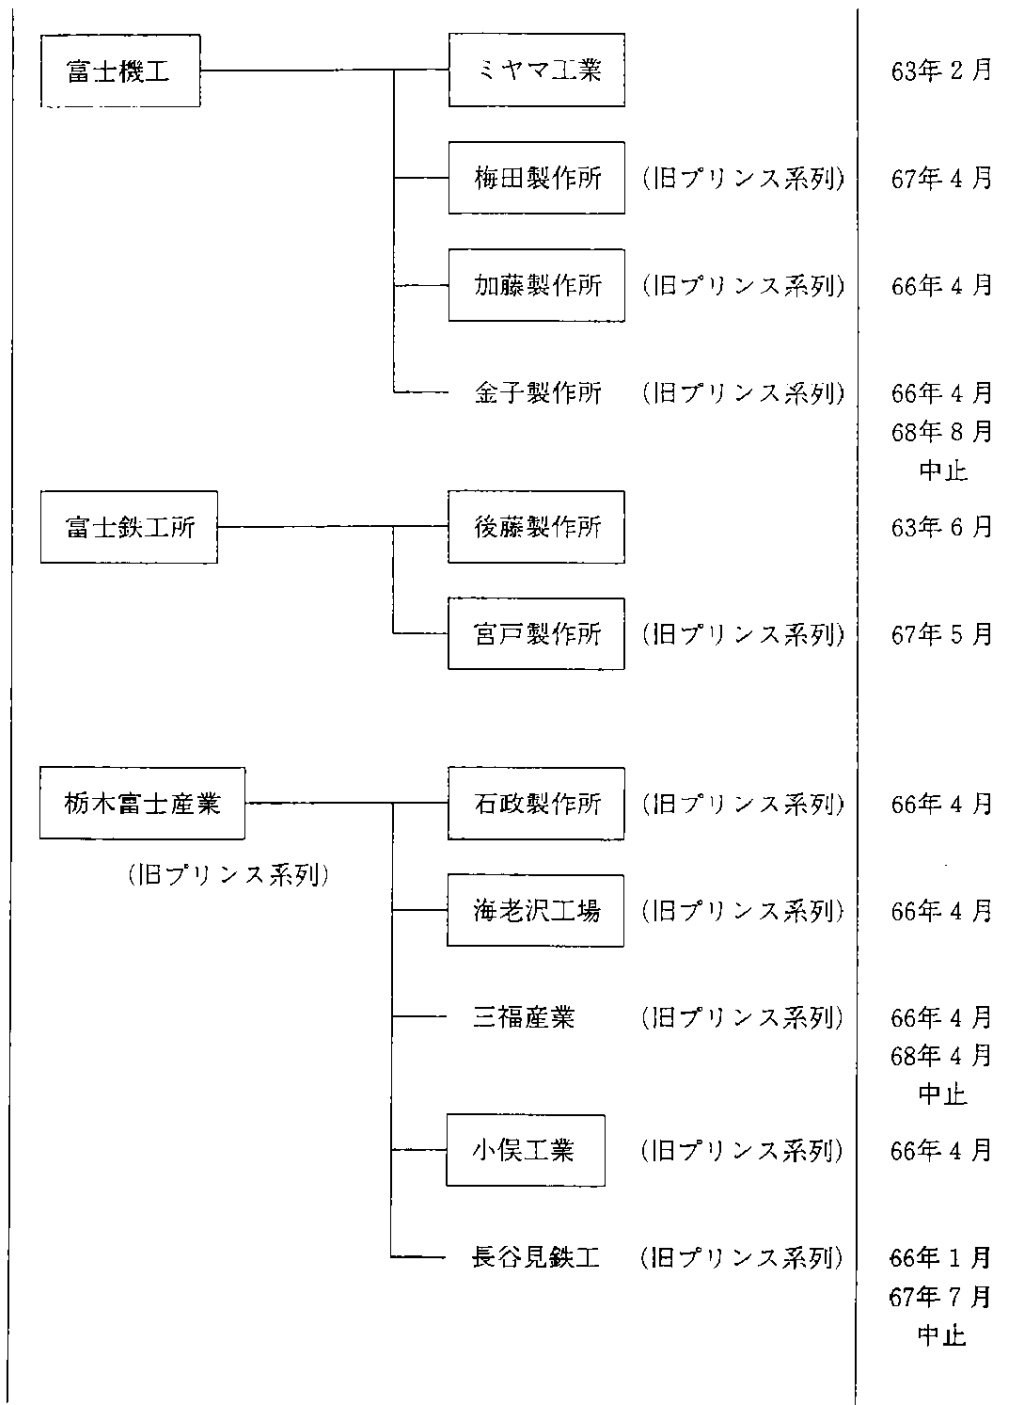 富士機工 ミヤマ工業 63年2月
梅田製作所 (旧プリンス系列) 67年4月
加藤製作所 (旧プリンス系列) 66年4月
金子製作所 (旧プリンス系列) 66年4月
68年8月
中止
富士鉄工所 後藤製作所 63年6月
宮戸製作所 (旧プリンス系列) 67年5月
栃木富士産業 石政製作所 (旧プリンス系列) 66年4月
(旧プリンス系列)
海老沢工場 (旧プリンス系列) 66年4月
三福産業 (旧プリンス系列) 66年4月
68年4月
中止
小俣工業 (旧プリンス系列) 66年4月
長谷見鉄工 (旧プリンス系列) 66年1月
67年7月
中止